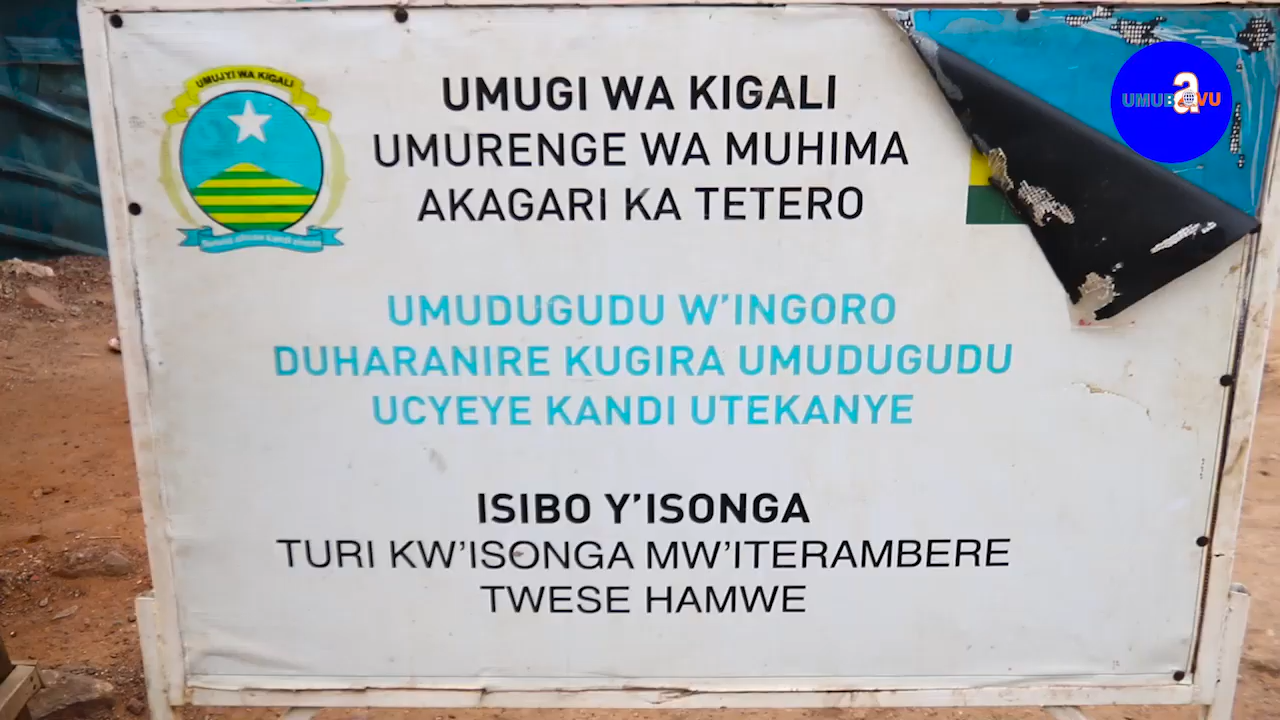 UMUJYI WA KIGALI
UMUGI WA KIGALI
UMURENGE WA MUHIMA
AKAGARI KA TETERO
UMUDUGUDU W'INGORO
DUHARANIRE KUGIRA UMUDUGUDU
UCYEYE KANDI UTEKANYE
ISIBO Y'ISONGA
TURI KW'ISONGA MW'ITERAMBERE
TWESE HAMWE
UMUBAVU